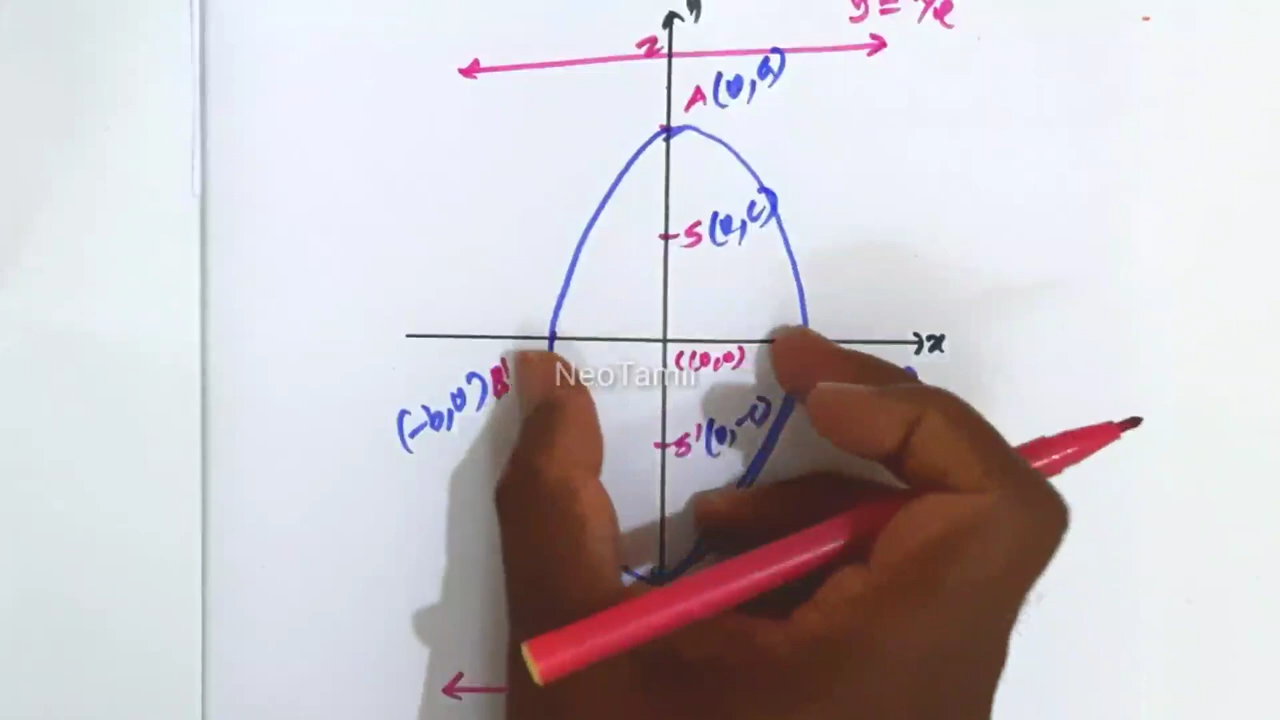 y
y = a/e
Z
A(0,a)
S(0,c)
x
C(0,0)
NeoTamil
(-b,0) B'
S'(0,-c)